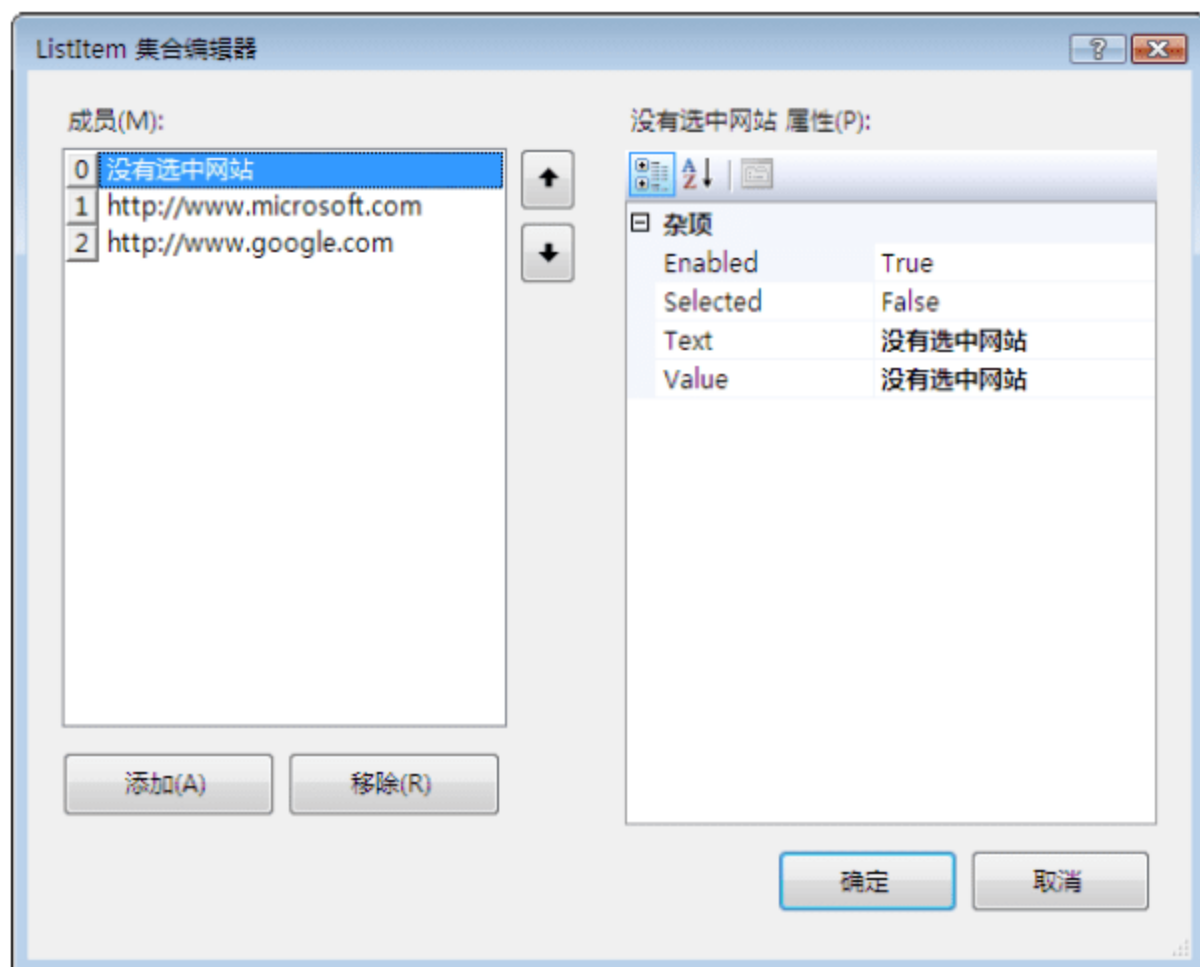 ListItem 集合编辑器
成员(M):
0 没有选中网站
1 http://www.microsoft.com
2 http://www.google.com
添加(A)
移除(R)
没有选中网站 属性(P):
杂项
Enabled True
Selected False
Text 没有选中网站
Value 没有选中网站
确定
取消